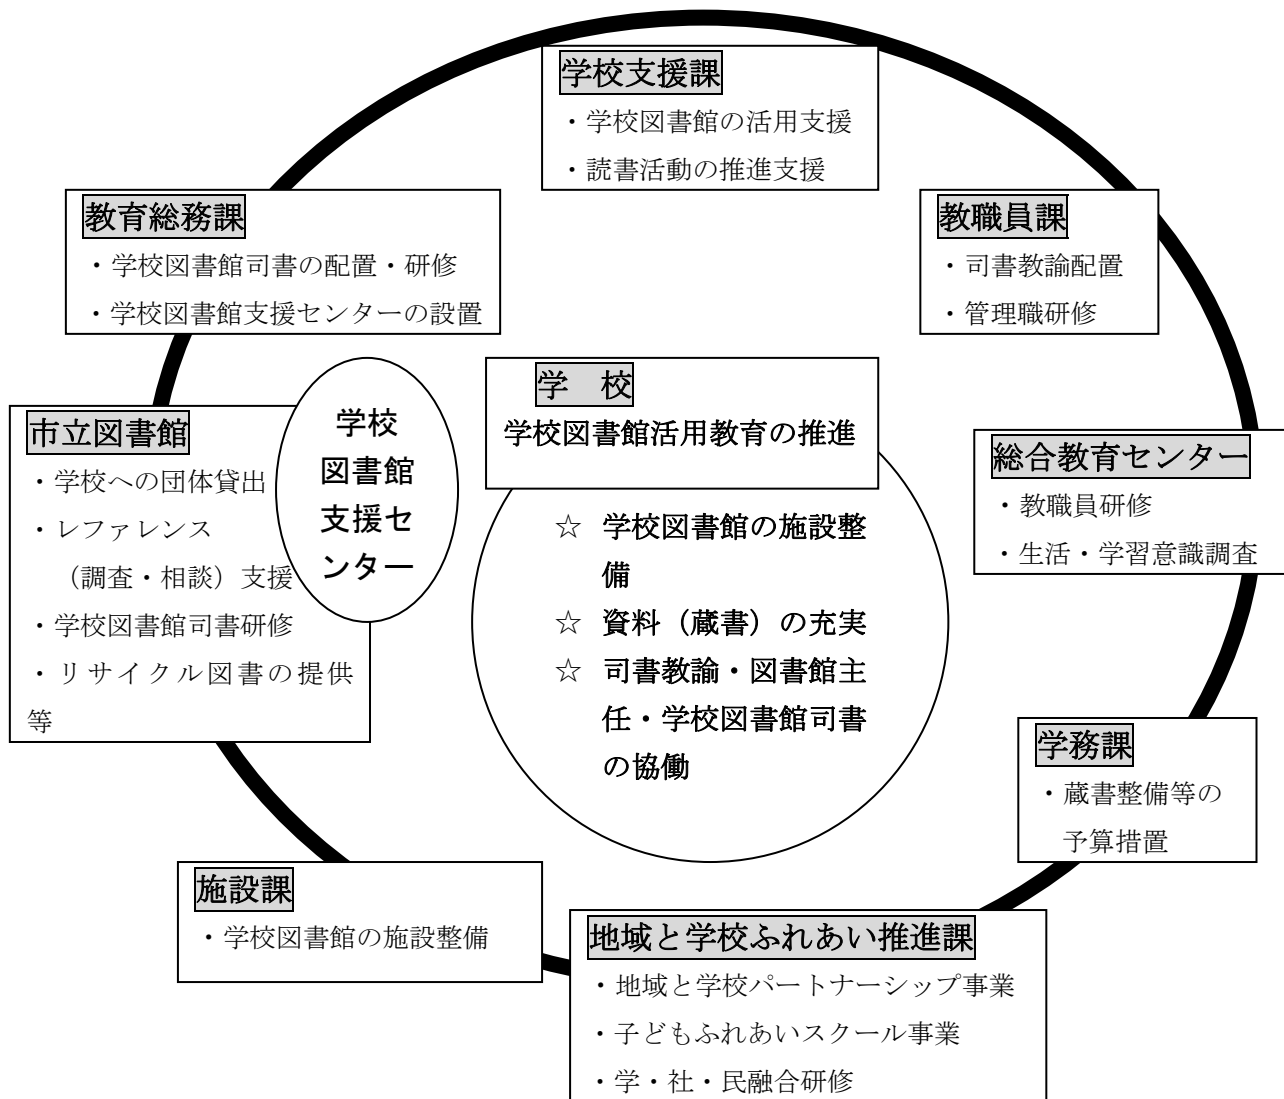 学校支援課
・学校図書館の活用支援
・読書活動の推進支援
教育総務課
・学校図書館司書の配置・研修
・学校図書館支援センターの設置
教職員課
・司書教諭配置
・管理職研修
市立図書館
・学校への団体貸出
・レファレンス
（調査・相談）支援
・学校図書館司書研修
・リサイクル図書の提供
等
学校
図書館
支援セ
ンター
学　校
学校図書館活用教育の推進
☆ 学校図書館の施設整
備
☆ 資料（蔵書）の充実
☆ 司書教諭・図書館主
任・学校図書館司書
の協働
総合教育センター
・教職員研修
・生活・学習意識調査
学務課
・蔵書整備等の
予算措置
施設課
・学校図書館の施設整備
地域と学校ふれあい推進課
・地域と学校パートナーシップ事業
・子どもふれあいスクール事業
・学・社・民融合研修